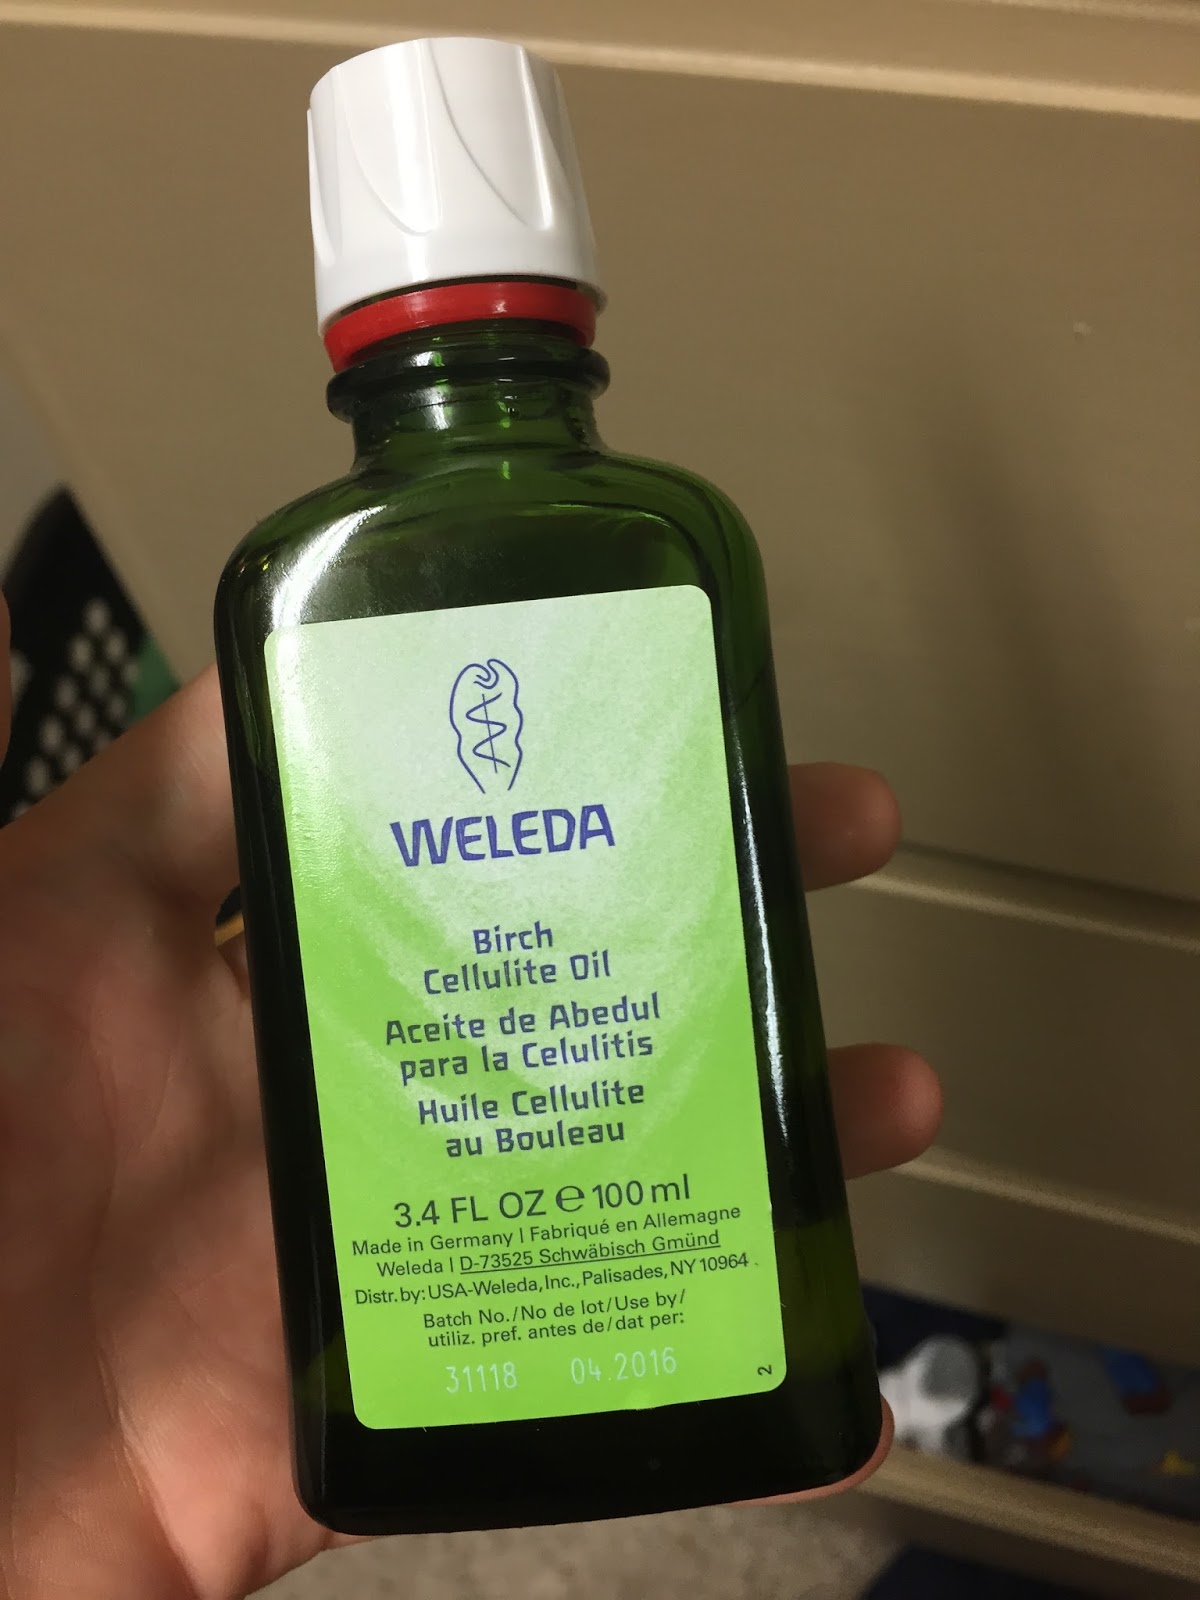 WELEDA
Birch
Cellulite Oil
Aceite de Abedul
para la Celulitis
Huile Cellulite
au Bouleau
3.4 FL OZ ℮ 100 ml
Made in Germany | Fabriqué en Allemagne
Weleda | D-73525 Schwäbisch Gmünd
Distr. by: USA-Weleda, Inc., Palisades, NY 10964
Batch No./No de lot/Use by/
utiliz. pref. antes de/dat per:
31118 04.2016
2